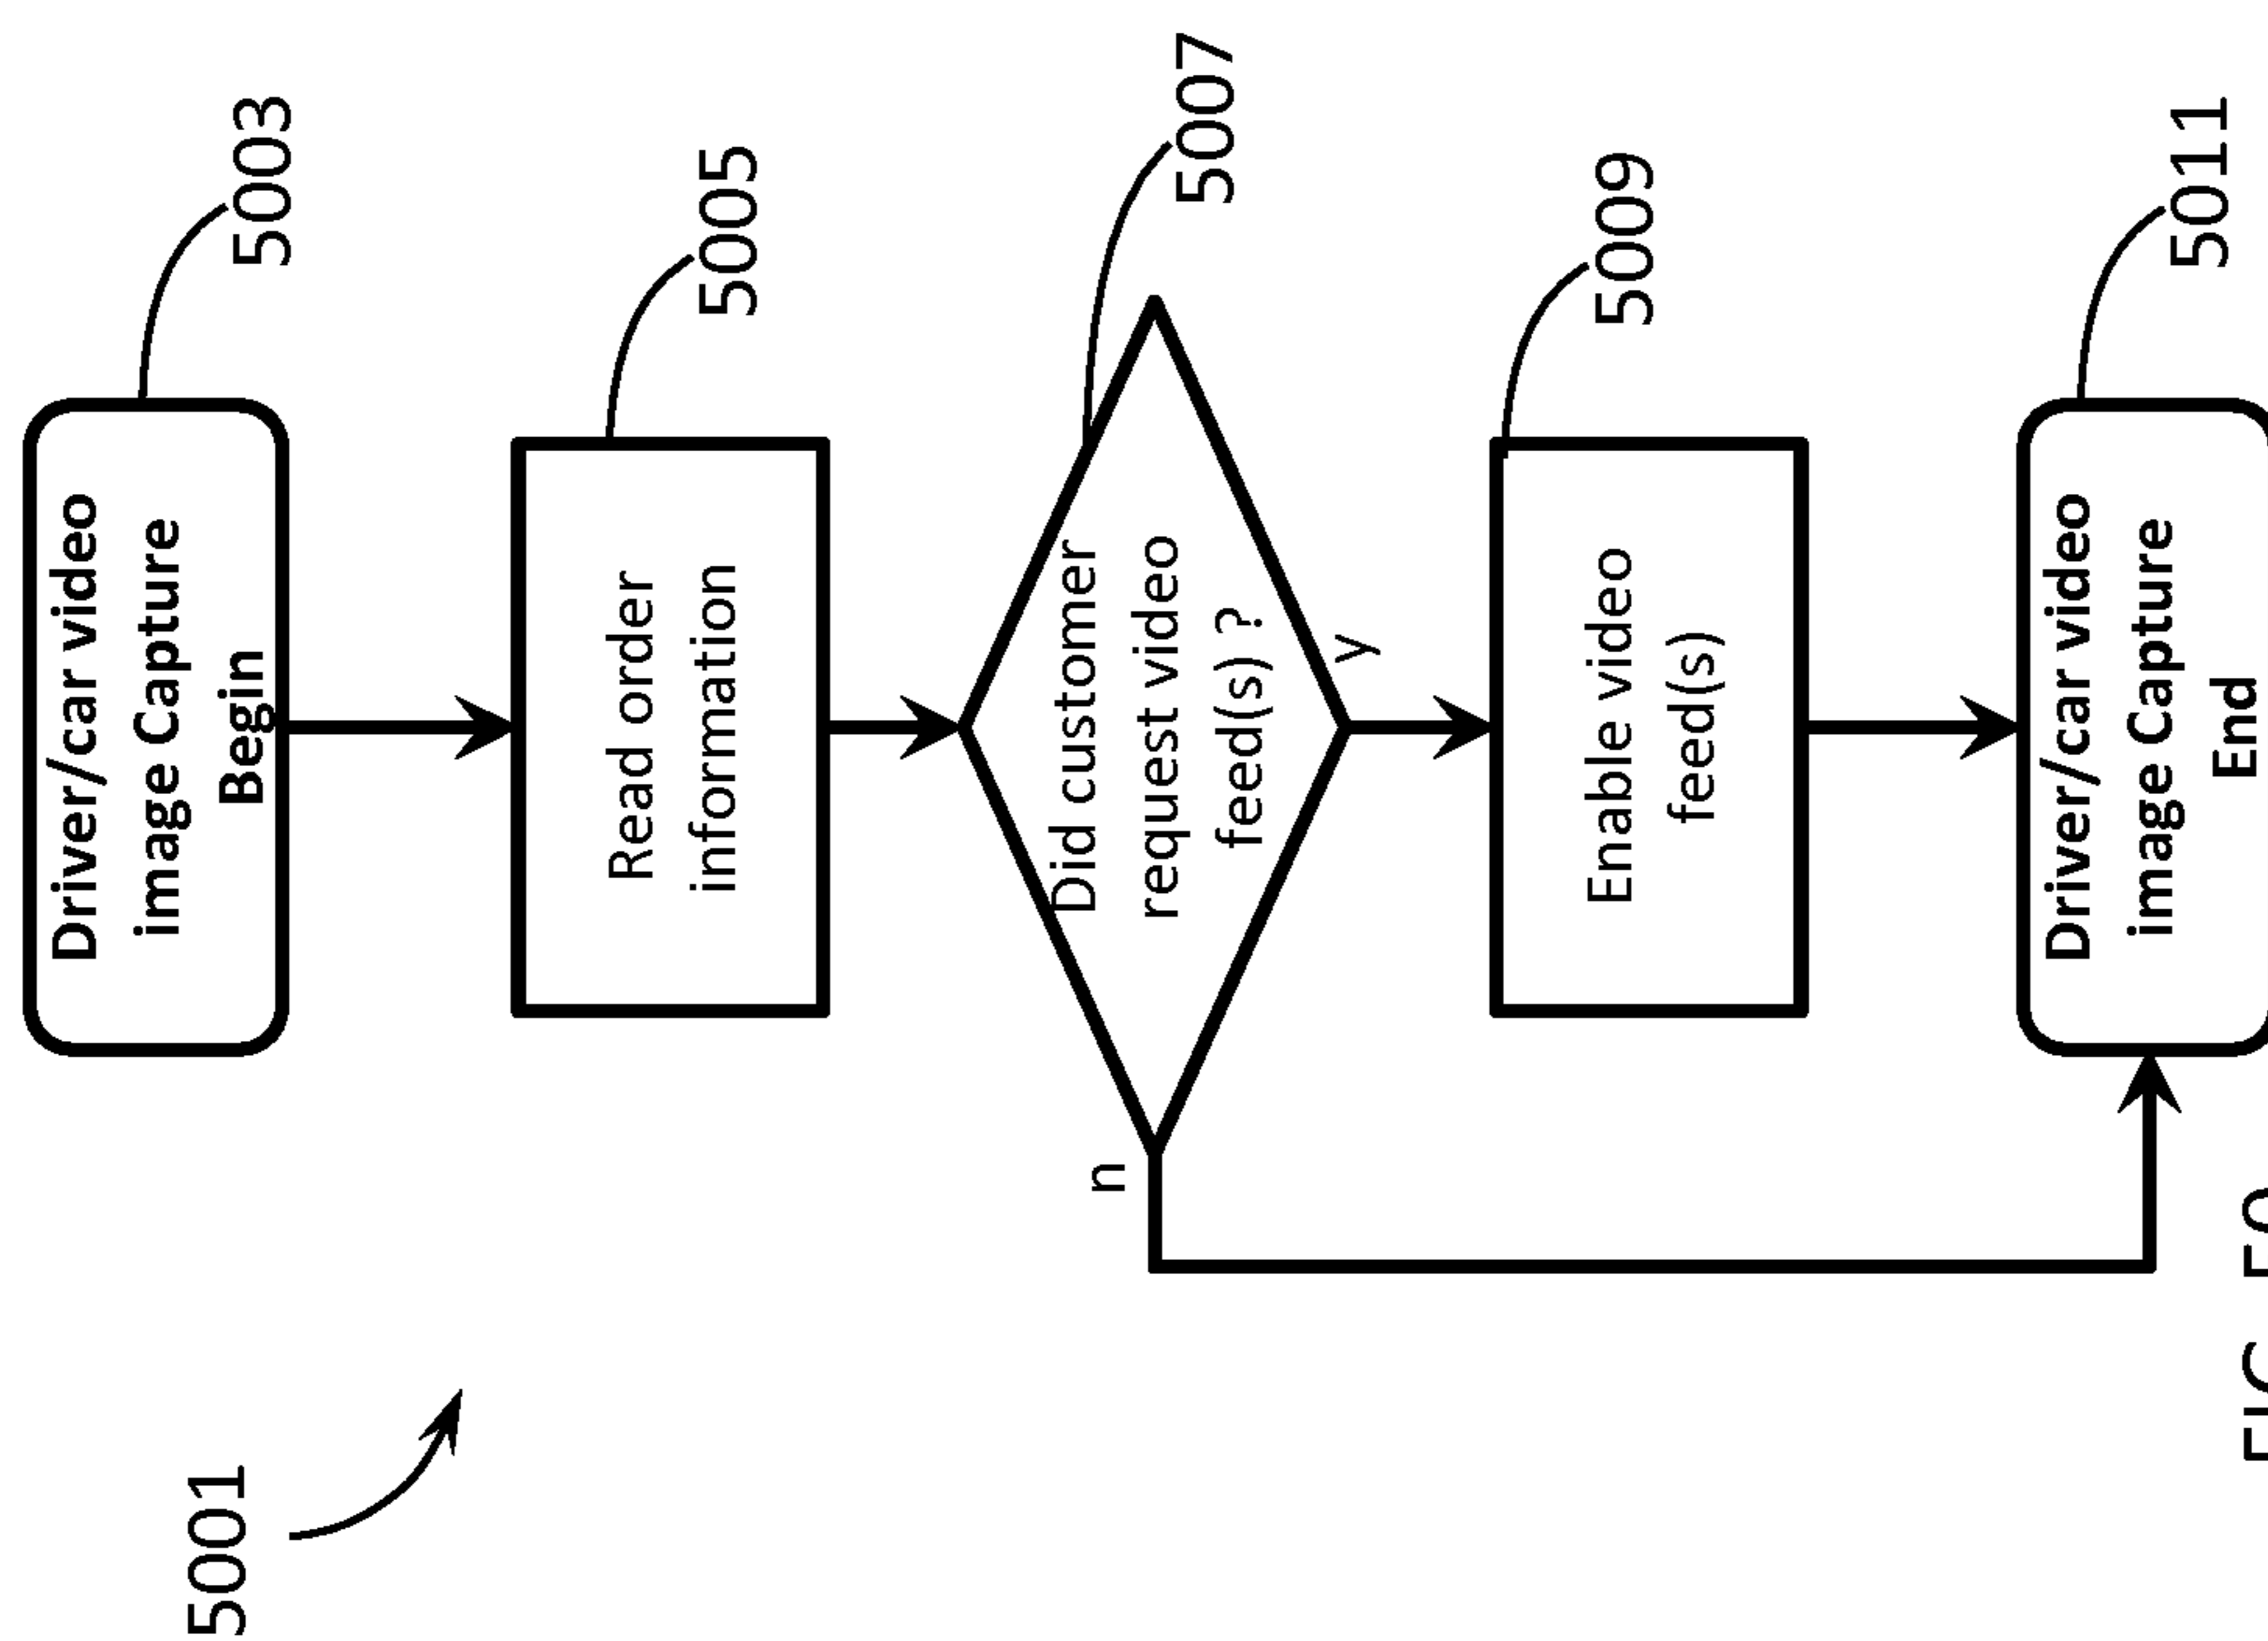 5001
Driver/car video
image Capture
Begin
5003
Read order
information
5005
Did customer
request video
feed(s) ?
5007
n
y
Enable video
feed(s)
5009
Driver/car video
image Capture
End
5011